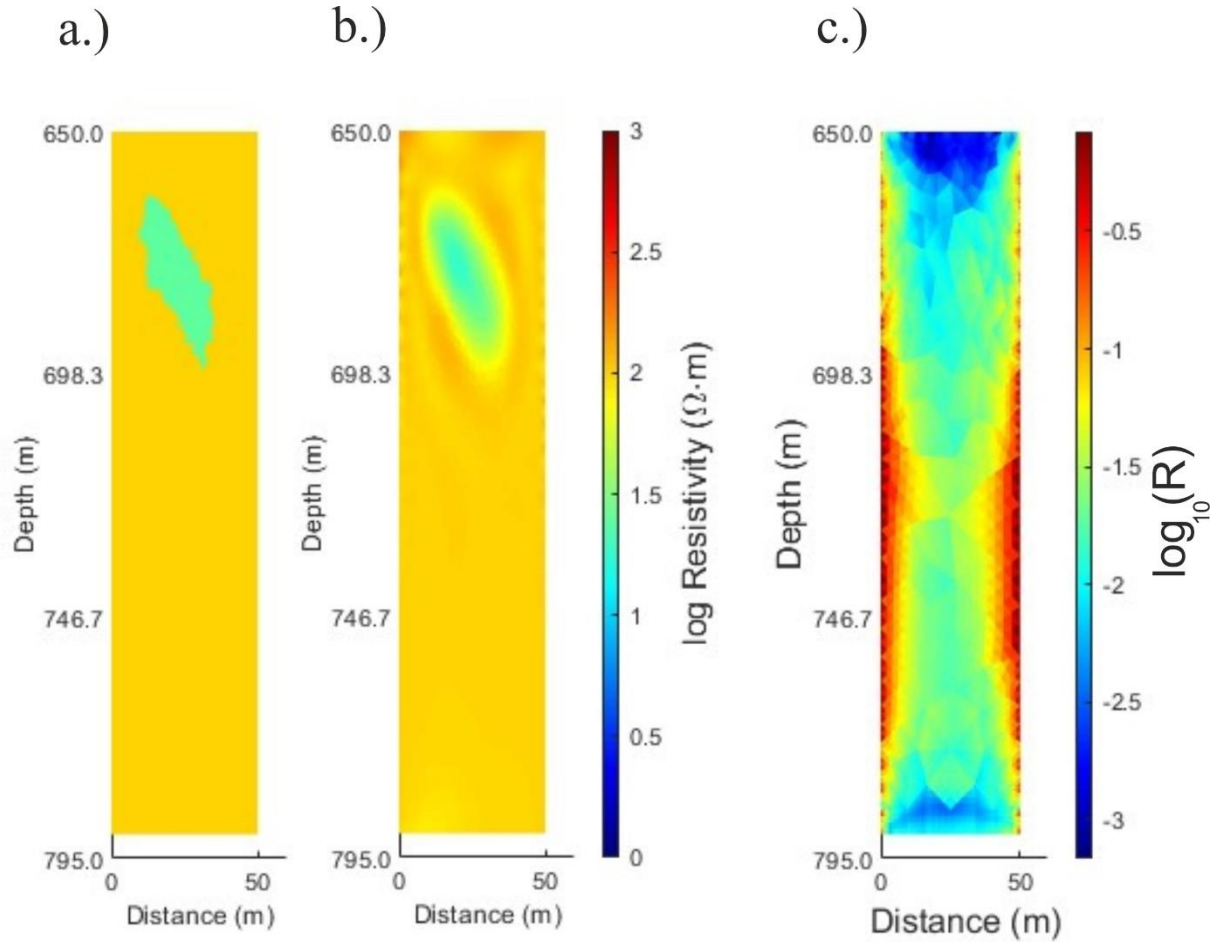 a.)
b.)
c.)
650.0
698.3
746.7
795.0
Depth (m)
0
50
Distance (m)
650.0
698.3
746.7
795.0
Depth (m)
0
50
Distance (m)
3
2.5
2
1.5
1
0.5
0
log Resistivity (Ω·m)
650.0
698.3
746.7
795.0
Depth (m)
0
50
Distance (m)
-0.5
-1
-1.5
-2
-2.5
-3
log10(R)